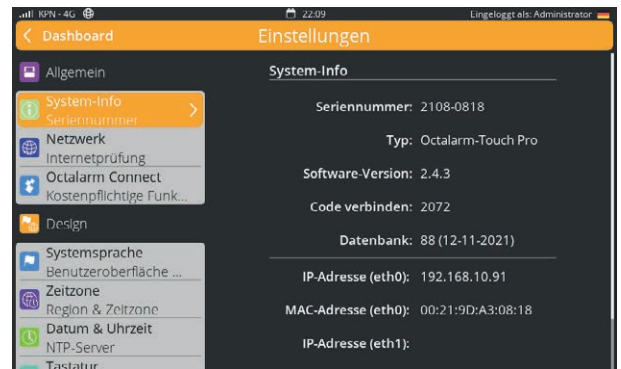 KPN - 4G
22:09
Lingeloggt als: Administrator
Dashboard
Einstellungen
Allgemein
System-Info
Seriennummer
Netzwerk
Internetprüfung
Octalarm Connect
Kostenpflichtige Funk...
Design
Systemsprache
Benutzeroberfläche ...
Zeitzone
Region & Zeitzone
Datum & Uhrzeit
NTP-Server
Tastatur
System-Info
Seriennummer: 2108-0818
Typ: Octalarm-Touch Pro
Software-Version: 2.4.3
Code verbinden: 2072
Datenbank: 88 (12-11-2021)
IP-Adresse (eth0): 192.168.10.91
MAC-Adresse (eth0): 00:21:9D:A3:08:18
IP-Adresse (eth1):